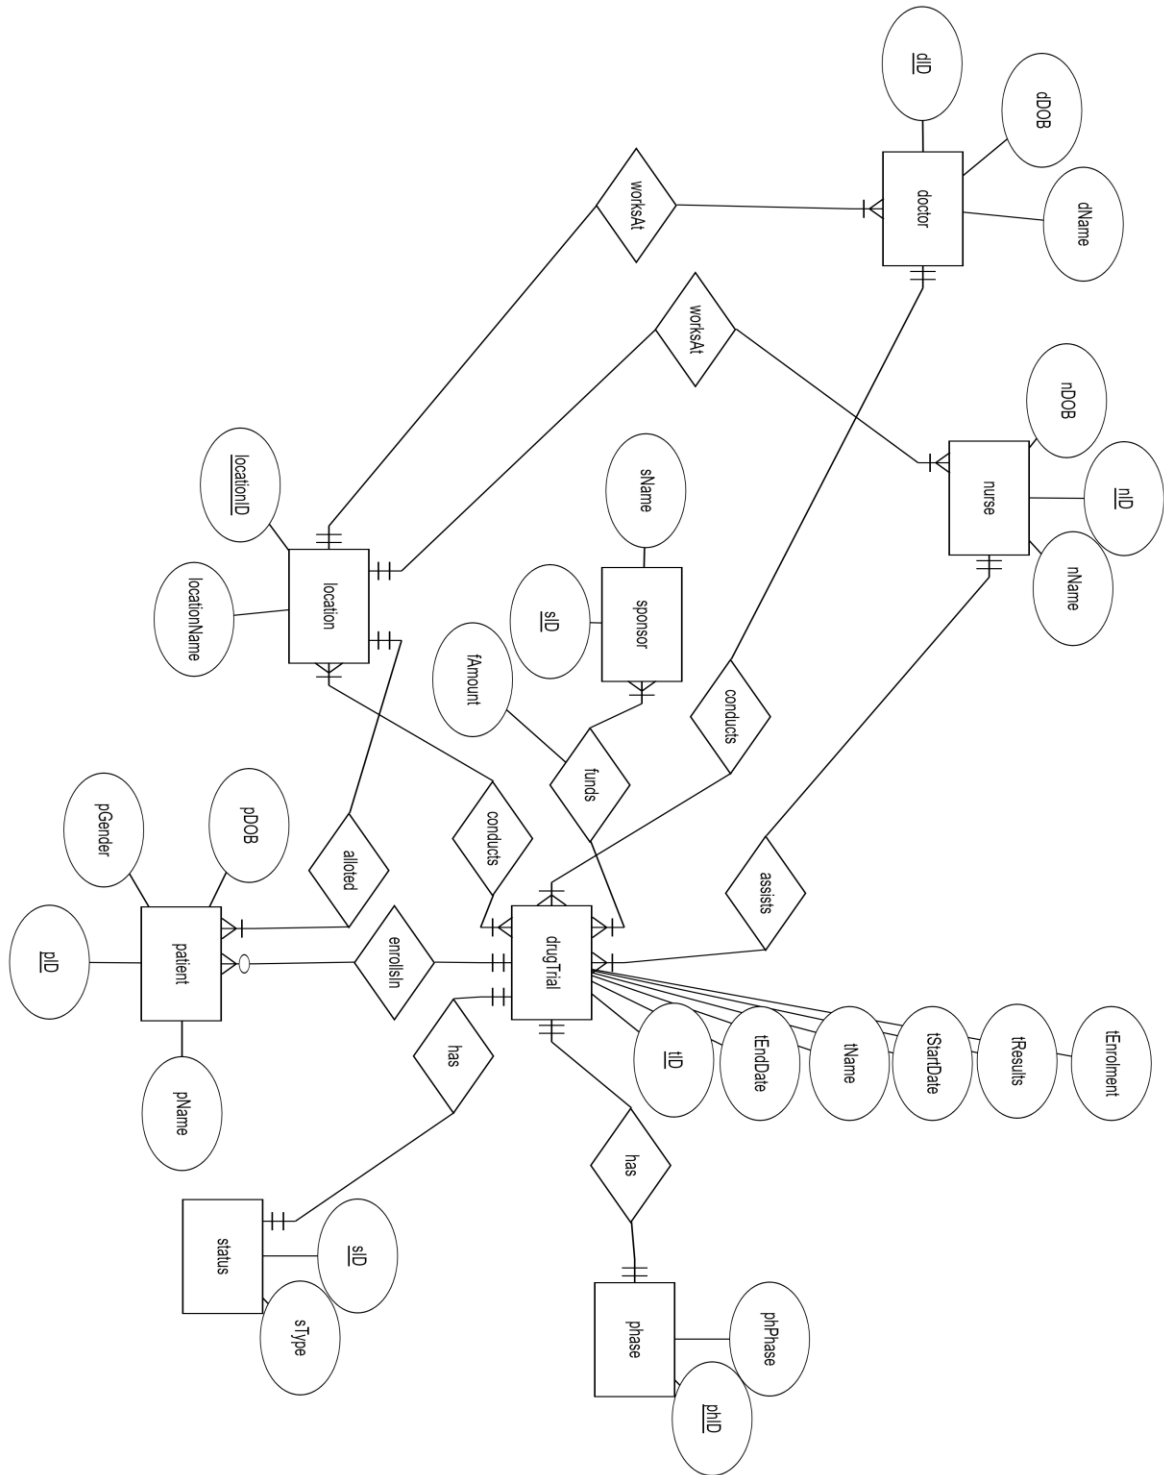 dID
dDOB
dName
doctor
worksAt
worksAt
nDOB
nID
nName
nurse
sName
sID
sponsor
locationID
locationName
location
fAmount
funds
conducts
conducts
assists
alloted
pDOB
pGender
pID
pName
patient
enrollsIn
drugTrial
tID
tEndDate
tName
tStartDate
tResults
tEnrolment
has
has
status
sID
sType
phase
phPhase
phID